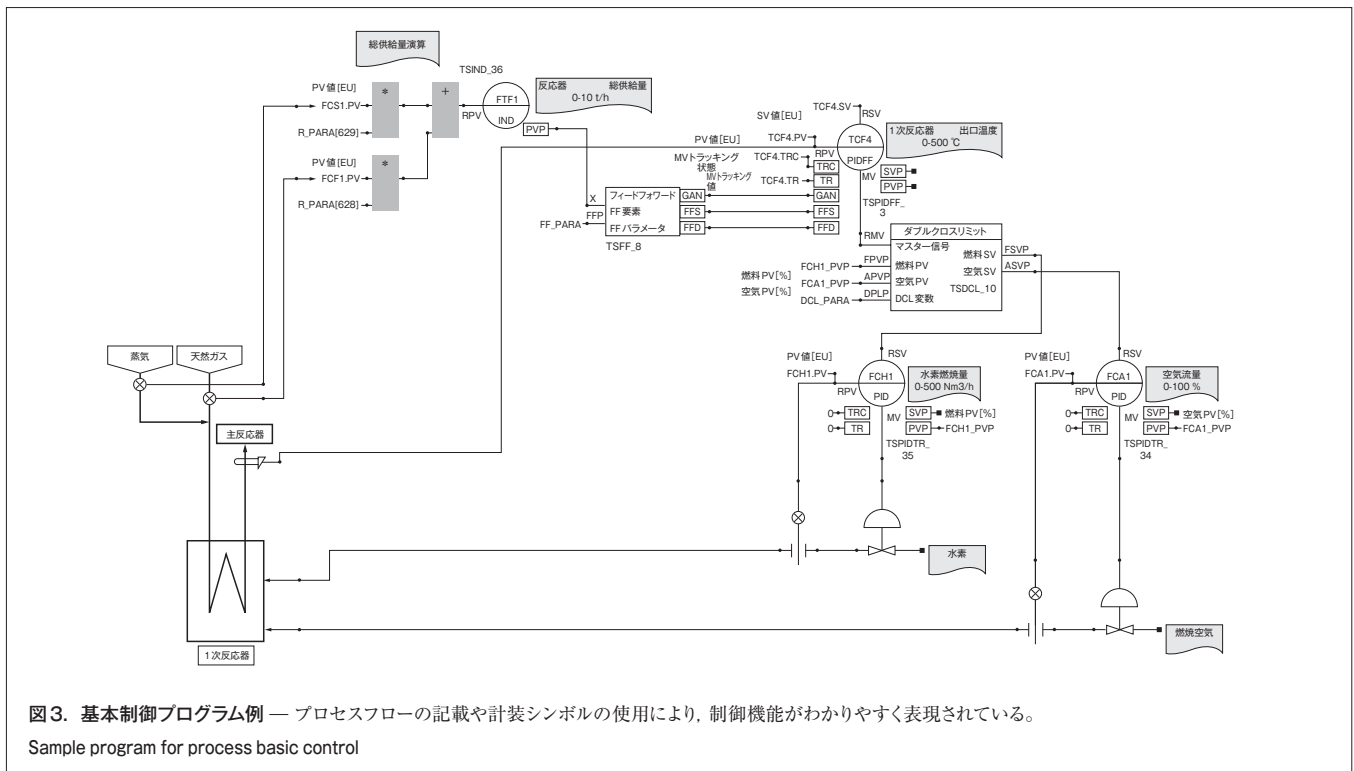 総供給量演算
TSIND_36
PV値[EU]
FCS1.PV
*
+
R_PARA[629]
RPV
FTF1
IND
反応器 総供給量
0-10 t/h
PVP
PV値[EU]
FCF1.PV
*
R_PARA[628]
TCF4.SV
SV値[EU]
RSV
PV値[EU]
TCF4.PV
RPV
TCF4
PIDFF
1次反応器 出口温度
0-500 ℃
MVトラッキング
状態
TCF4.TRC
TRC
MVトラッキング
値
TCF4.TR
TR
MV
SVP
PVP
TSPIDFF_
3
X
フィードフォワード
GAN
GAN
FFP
FF要素
FFS
FFS
FF_PARA
FFパラメータ
FFD
FFD
TSFF_8
RMV
ダブルクロスリミット
マスター信号
燃料SV
FSVP
FCH1_PVP
FPVP
燃料PV
空気SV
ASVP
燃料PV[%]
FCA1_PVP
APVP
空気PV
TSDCL_10
空気PV[%]
DCL_PARA
DPLP
DCL変数
蒸気
天然ガス
主反応器
1次反応器
PV値[EU]
RSV
FCH1.PV
RPV
FCH1
PID
水素燃焼量
0-500 Nm3/h
0
TRC
MV
SVP
燃料PV[%]
0
TR
PVP
FCH1_PVP
TSPIDTR_
35
PV値[EU]
RSV
FCA1.PV
RPV
FCA1
PID
空気流量
0-100 %
0
TRC
MV
SVP
空気PV[%]
0
TR
PVP
FCA1_PVP
TSPIDTR_
34
水素
燃焼空気
図3. 基本制御プログラム例 — プロセスフローの記載や計装シンボルの使用により,制御機能がわかりやすく表現されている。
Sample program for process basic control